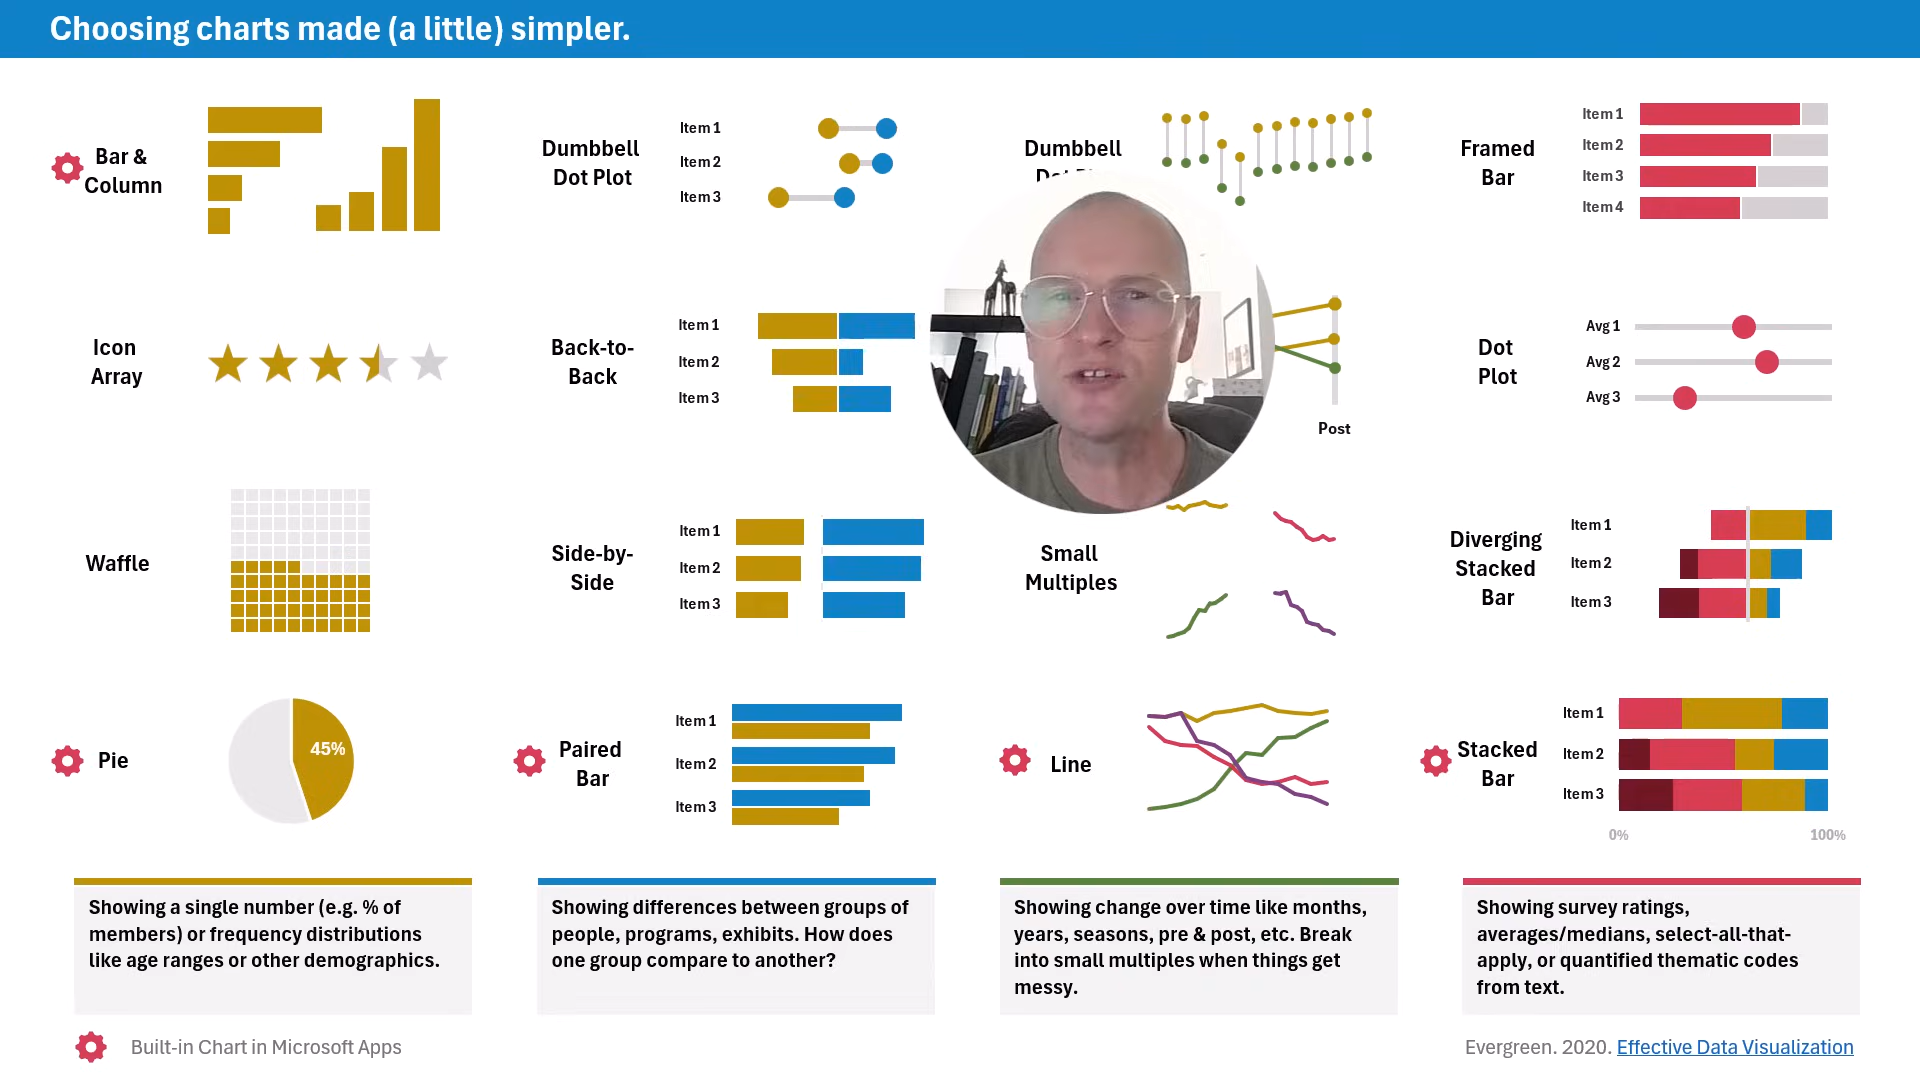 Choosing charts made (a little) simpler.
Bar &
Column
Dumbbell
Dot Plot
Item 1
Item 2
Item 3
Dumbbell
Framed
Bar
Item 1
Item 2
Item 3
Item 4
Icon
Array
Back-to-
Back
Item 1
Item 2
Item 3
Post
Dot
Plot
Avg 1
Avg 2
Avg 3
Waffle
Side-by-
Side
Item 1
Item 2
Item 3
Small
Multiples
Diverging
Stacked
Bar
Item 1
Item 2
Item 3
Pie
45%
Paired
Bar
Item 1
Item 2
Item 3
Line
Stacked
Bar
Item 1
Item 2
Item 3
0%
100%
Showing a single number (e.g. % of
members) or frequency distributions
like age ranges or other demographics.
Showing differences between groups of
people, programs, exhibits. How does
one group compare to another?
Showing change over time like months,
years, seasons, pre & post, etc. Break
into small multiples when things get
messy.
Showing survey ratings,
averages/medians, select-all-that-
apply, or quantified thematic codes
from text.
Built-in Chart in Microsoft Apps
Evergreen. 2020. Effective Data Visualization